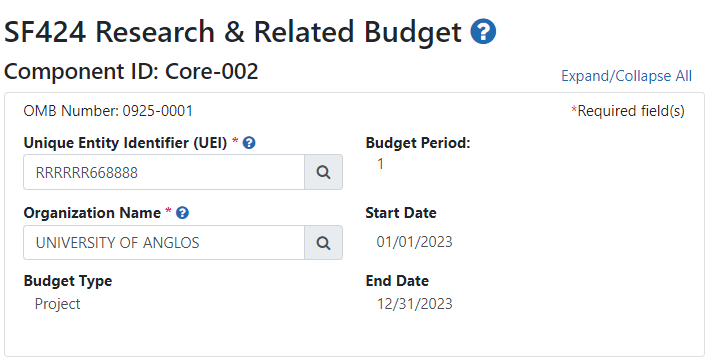 SF424 Research & Related Budget ?
Component ID: Core-002
Expand/Collapse All
OMB Number: 0925-0001
*Required field(s)
Unique Entity Identifier (UEI) * ?
Budget Period:
RRRRRR668888
1
Organization Name * ?
Start Date
UNIVERSITY OF ANGLOS
01/01/2023
Budget Type
End Date
Project
12/31/2023